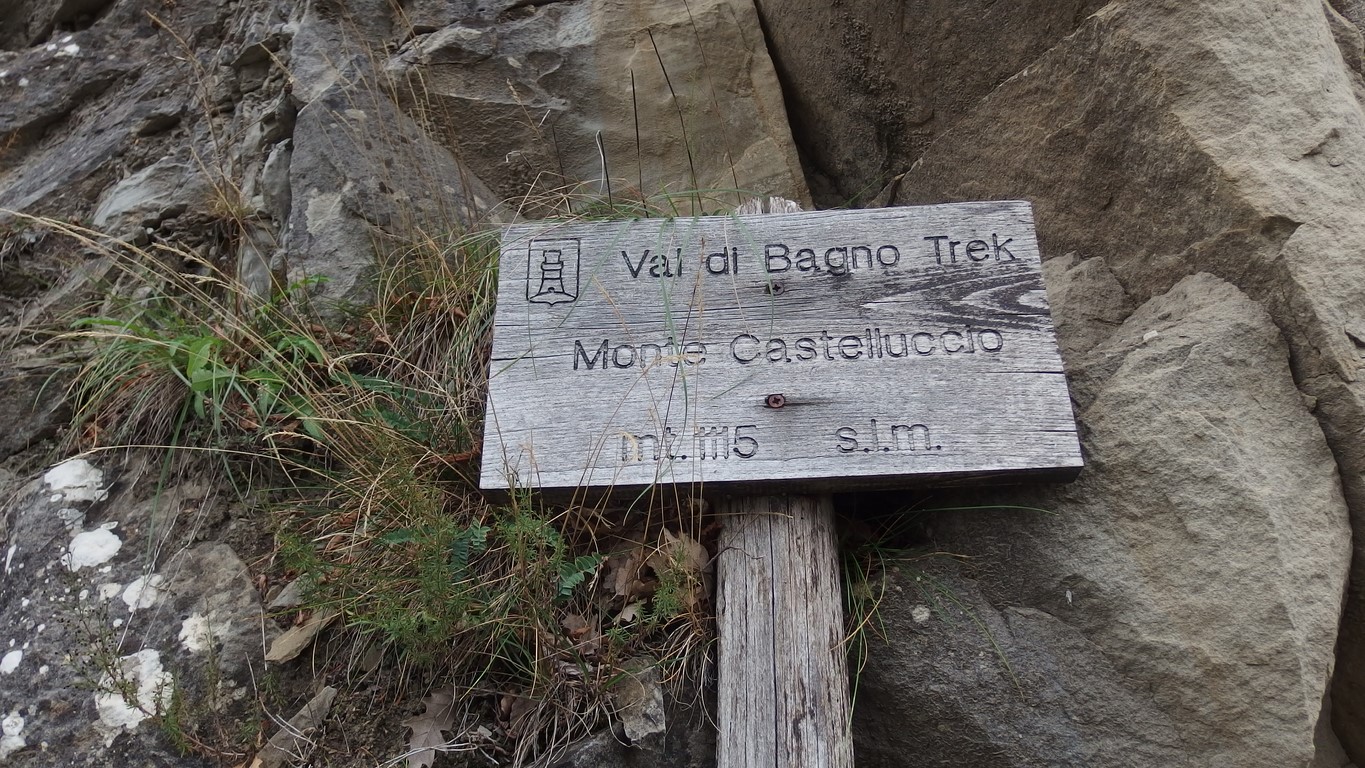 Val di Bagno Trek
Monte Castelluccio
mt. 1115 s.l.m.